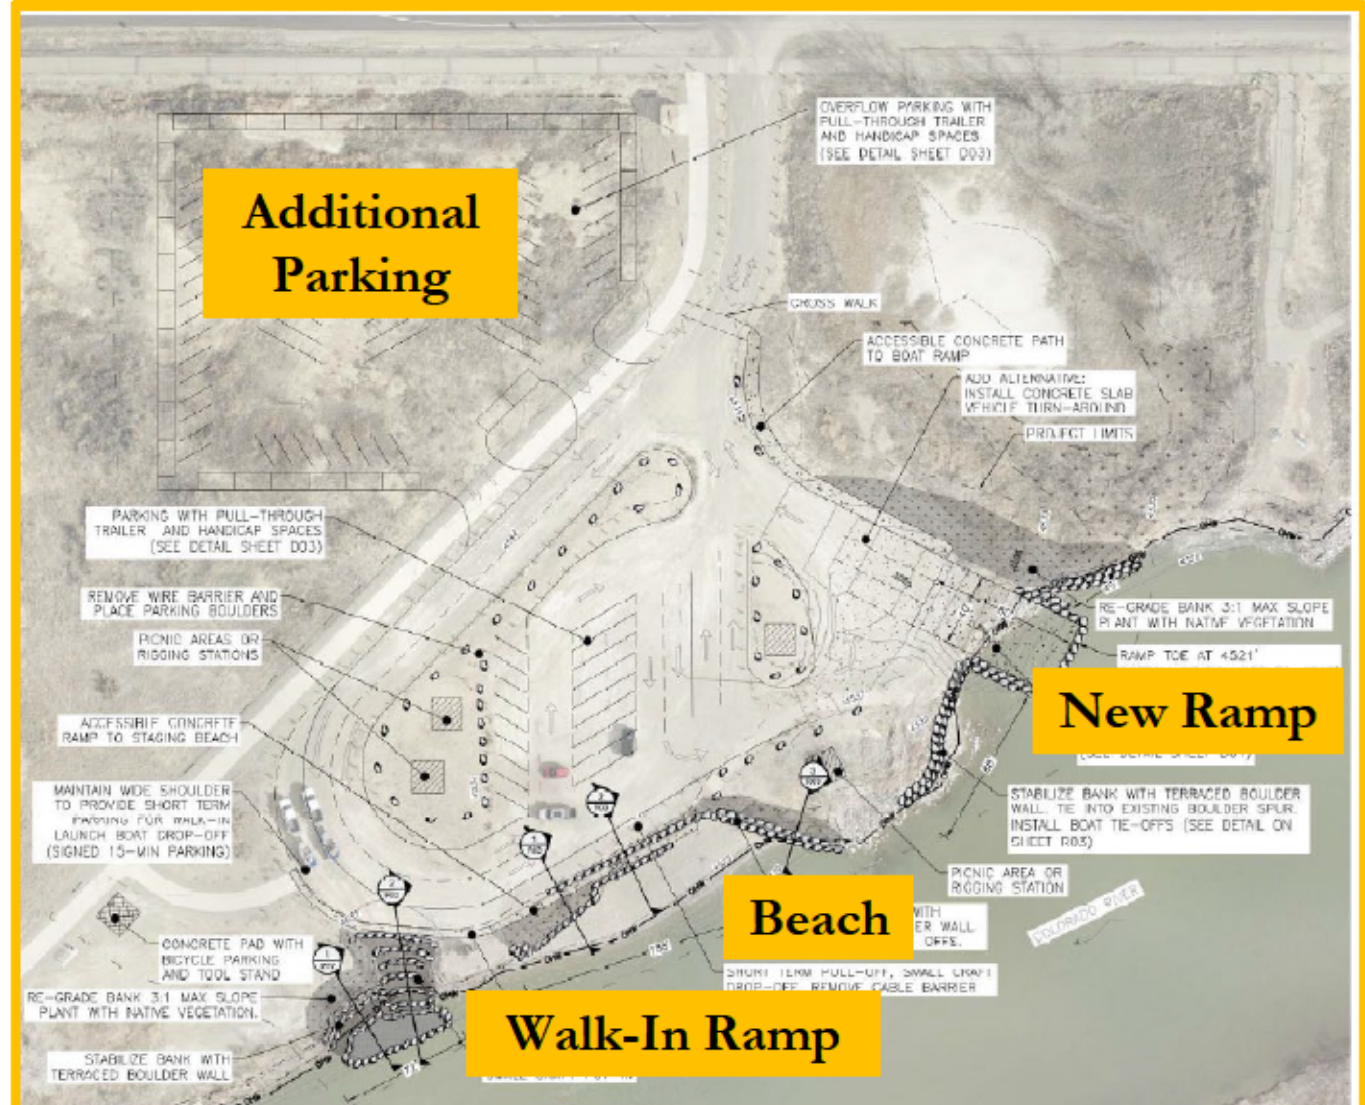 OVERFLOW PARKING WITH
PULL-THROUGH TRAILER
AND HANDICAP SPACES
(SEE DETAIL SHEET D03)
Additional
Parking
CROSS WALK
ACCESSIBLE CONCRETE PATH
TO BOAT RAMP
ADD ALTERNATIVE:
INSTALL CONCRETE SLAB
VEHICLE TURN-AROUND
PROJECT LIMITS
PARKING WITH PULL-THROUGH
TRAILER AND HANDICAP SPACES
(SEE DETAIL SHEET D03)
REMOVE WIRE BARRIER AND
PLACE PARKING BOULDERS
PICNIC AREAS OR
RIGGING STATIONS
RE-GRADE BANK 3:1 MAX SLOPE
PLANT WITH NATIVE VEGETATION
RAMP TOE AT 4521'
New Ramp
ACCESSIBLE CONCRETE
RAMP TO STAGING BEACH
MAINTAIN WIDE SHOULDER
TO PROVIDE SHORT TERM
PARKING FOR WALK-IN
LAUNCH BOAT DROP-OFF
(SIGNED 15-MIN PARKING)
STABILIZE BANK WITH TERRACED BOULDER
WALL. TIE INTO EXISTING BOULDER SPUR.
INSTALL BOAT TIE-OFFS (SEE DETAIL ON
SHEET R03)
PICNIC AREA OR
RIGGING STATION
COLORADO RIVER
Beach
WITH
ER WALL
OFFS.
CONCRETE PAD WITH
BICYCLE PARKING
AND TOOL STAND
SHORT TERM PULL-OFF, SMALL CRAFT
DROP-OFF, REMOVE CABLE BARRIER
RE-GRADE BANK 3:1 MAX SLOPE
PLANT WITH NATIVE VEGETATION.
Walk-In Ramp
STABILIZE BANK WITH
TERRACED BOULDER WALL